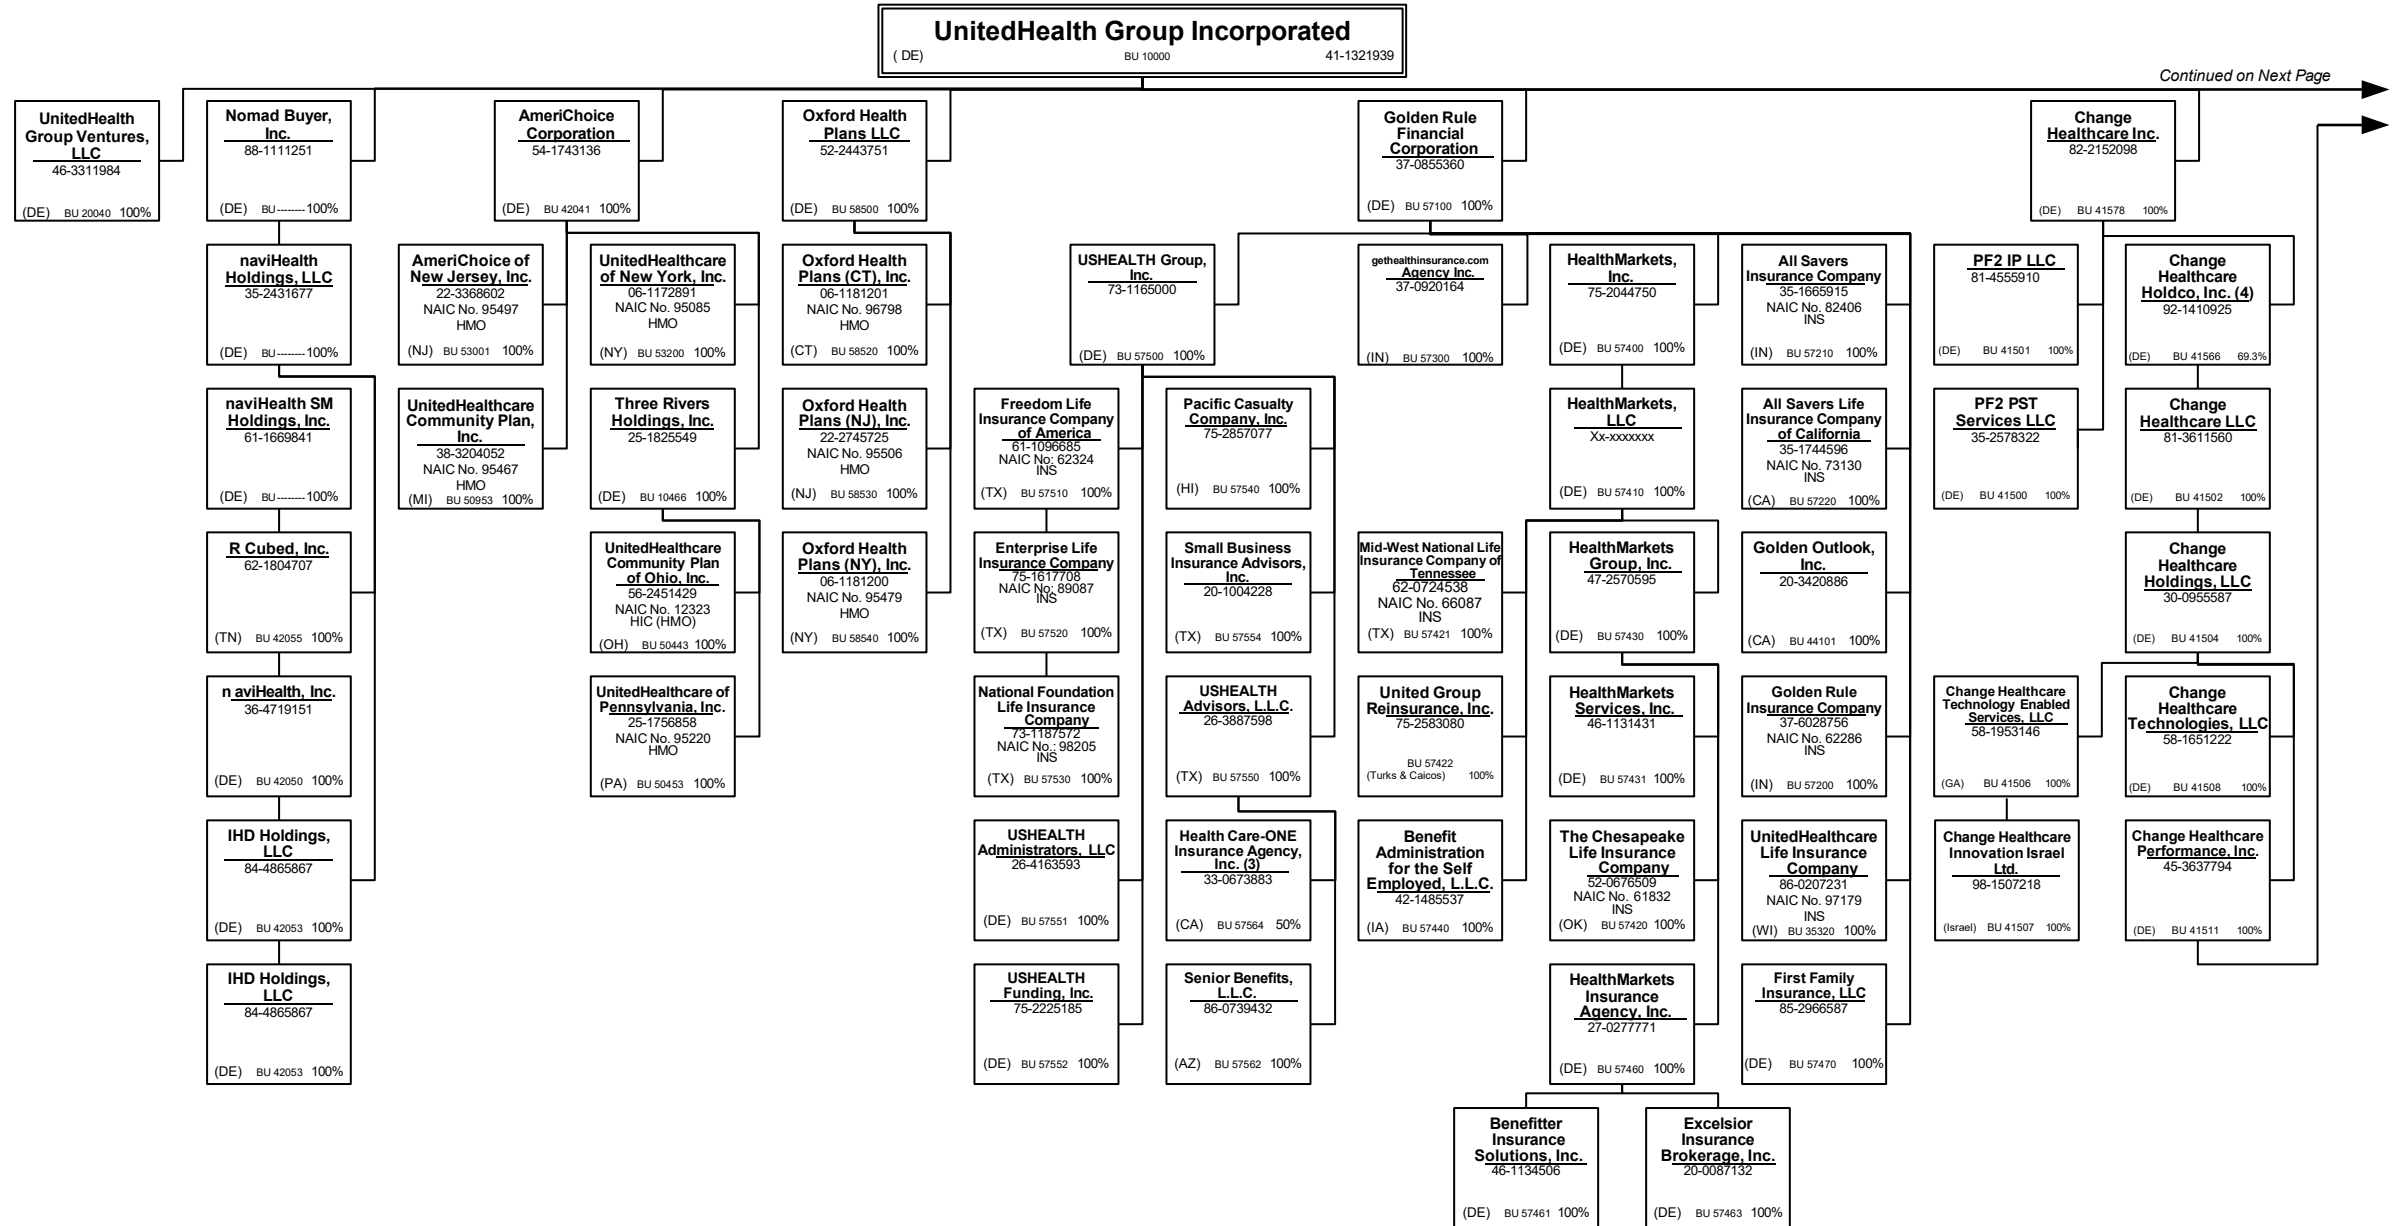 UnitedHealth Group Incorporated
( DE) BU 10000 41-1321939
Continued on Next Page
UnitedHealth
Group Ventures,
LLC
46-3311984
(DE) BU 20040 100%
Nomad Buyer,
Inc.
88-1111251
(DE) BU -------- 100%
AmeriChoice
Corporation
54-1743136
(DE) BU 42041 100%
Oxford Health
Plans LLC
52-2443751
(DE) BU 58500 100%
Golden Rule
Financial
Corporation
37-0855360
(DE) BU 57100 100%
Change
Healthcare Inc.
82-2152098
(DE) BU 41578 100%
naviHealth
Holdings, LLC
35-2431677
(DE) BU -------- 100%
AmeriChoice of
New Jersey, Inc.
22-3368602
NAIC No. 95497
HMO
(NJ) BU 53001 100%
UnitedHealthcare
of New York, Inc.
06-1172891
NAIC No. 95085
HMO
(NY) BU 53200 100%
Oxford Health
Plans (CT), Inc.
06-1181201
NAIC No. 96798
HMO
(CT) BU 58520 100%
USHEALTH Group,
Inc.
73-1165000
(DE) BU 57500 100%
gethealthinsurance.com
Agency Inc.
37-0920164
(IN) BU 57300 100%
HealthMarkets,
Inc.
75-2044750
(DE) BU 57400 100%
All Savers
Insurance Company
35-1665915
NAIC No. 82406
INS
(IN) BU 57210 100%
PF2 IP LLC
81-4555910
(DE) BU 41501 100%
Change
Healthcare
Holdco, Inc. (4)
92-1410925
(DE) BU 41566 69.3%
naviHealth SM
Holdings, Inc.
61-1669841
(DE) BU -------- 100%
UnitedHealthcare
Community Plan,
Inc.
38-3204052
NAIC No. 95467
HMO
(MI) BU 50953 100%
Three Rivers
Holdings, Inc.
25-1825549
(DE) BU 10466 100%
Oxford Health
Plans (NJ), Inc.
22-2745725
NAIC No. 95506
HMO
(NJ) BU 58530 100%
Freedom Life
Insurance Company
of America
61-1096685
NAIC No: 62324
INS
(TX) BU 57510 100%
Pacific Casualty
Company, Inc.
75-2857077
(HI) BU 57540 100%
HealthMarkets,
LLC
Xx-xxxxxxx
(DE) BU 57410 100%
All Savers Life
Insurance Company
of California
35-1744596
NAIC No. 73130
INS
(CA) BU 57220 100%
PF2 PST
Services LLC
35-2578322
(DE) BU 41500 100%
Change
Healthcare LLC
81-3611560
(DE) BU 41502 100%
R Cubed, Inc.
62-1804707
(TN) BU 42055 100%
UnitedHealthcare
Community Plan
of Ohio, Inc.
56-2451429
NAIC No. 12323
HIC (HMO)
(OH) BU 50443 100%
Oxford Health
Plans (NY), Inc.
06-1181200
NAIC No. 95479
HMO
(NY) BU 58540 100%
Enterprise Life
Insurance Company
75-1617708
NAIC No: 89087
INS
(TX) BU 57520 100%
Small Business
Insurance Advisors,
Inc.
20-1004228
(TX) BU 57554 100%
Mid-West National Life
Insurance Company of
Tennessee
62-0724538
NAIC No. 66087
INS
(TX) BU 57421 100%
HealthMarkets
Group, Inc.
47-2570595
(DE) BU 57430 100%
Golden Outlook,
Inc.
20-3420886
(CA) BU 44101 100%
Change
Healthcare
Holdings, LLC
30-0955587
(DE) BU 41504 100%
n aviHealth, Inc.
36-4719151
(DE) BU 42050 100%
UnitedHealthcare of
Pennsylvania, Inc.
25-1756858
NAIC No. 95220
HMO
(PA) BU 50453 100%
National Foundation
Life Insurance
Company
73-1187572
NAIC No.: 98205
INS
(TX) BU 57530 100%
USHEALTH
Advisors, L.L.C.
26-3887598
(TX) BU 57550 100%
United Group
Reinsurance, Inc.
75-2583080
BU 57422
(Turks & Caicos) 100%
HealthMarkets
Services, Inc.
46-1131431
(DE) BU 57431 100%
Golden Rule
Insurance Company
37-6028756
NAIC No. 62286
INS
(IN) BU 57200 100%
Change Healthcare
Technology Enabled
Services, LLC
58-1953146
(GA) BU 41506 100%
Change
Healthcare
Technologies, LLC
58-1651222
(DE) BU 41508 100%
IHD Holdings,
LLC
84-4865867
(DE) BU 42053 100%
USHEALTH
Administrators, LLC
26-4163593
(DE) BU 57551 100%
Health Care-ONE
Insurance Agency,
Inc. (3)
33-0673883
(CA) BU 57564 50%
Benefit
Administration
for the Self
Employed, L.L.C.
42-1485537
(IA) BU 57440 100%
The Chesapeake
Life Insurance
Company
52-0676509
NAIC No. 61832
INS
(OK) BU 57420 100%
UnitedHealthcare
Life Insurance
Company
86-0207231
NAIC No. 97179
INS
(WI) BU 35320 100%
Change Healthcare
Innovation Israel
Ltd.
98-1507218
(Israel) BU 41507 100%
Change Healthcare
Performance, Inc.
45-3637794
(DE) BU 41511 100%
IHD Holdings,
LLC
84-4865867
(DE) BU 42053 100%
USHEALTH
Funding, Inc.
75-2225185
(DE) BU 57552 100%
Senior Benefits,
L.L.C.
86-0739432
(AZ) BU 57562 100%
HealthMarkets
Insurance
Agency, Inc.
27-0277771
(DE) BU 57460 100%
First Family
Insurance, LLC
85-2966587
(DE) BU 57470 100%
Benefitter
Insurance
Solutions, Inc.
46-1134506
(DE) BU 57461 100%
Excelsior
Insurance
Brokerage, Inc.
20-0087132
(DE) BU 57463 100%